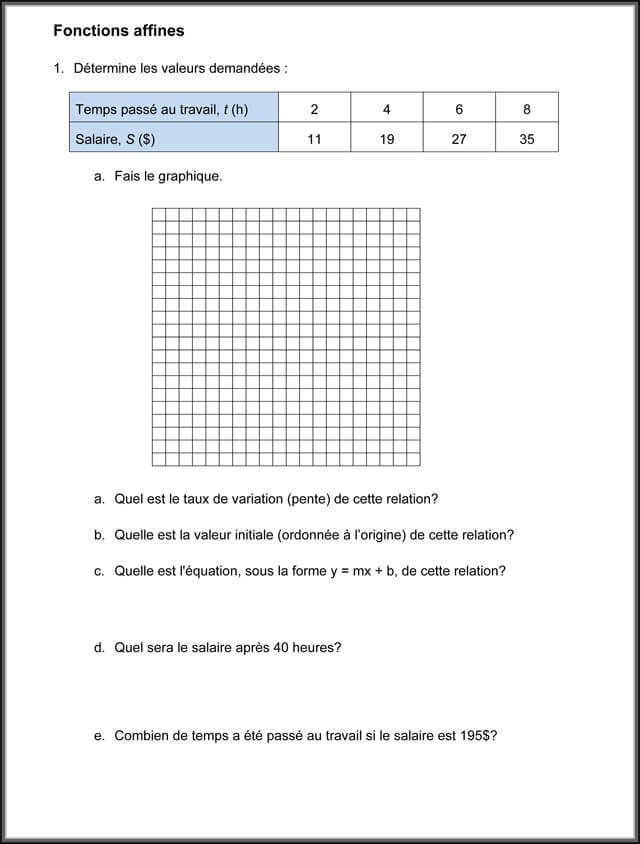 Fonctions affines
1. Détermine les valeurs demandées :
Temps passé au travail, t (h) 2 4 6 8
Salaire, S ($) 11 19 27 35
a. Fais le graphique.
a. Quel est le taux de variation (pente) de cette relation?
b. Quelle est la valeur initiale (ordonnée à l'origine) de cette relation?
c. Quelle est l'équation, sous la forme y = mx + b, de cette relation?
d. Quel sera le salaire après 40 heures?
e. Combien de temps a été passé au travail si le salaire est 195$?